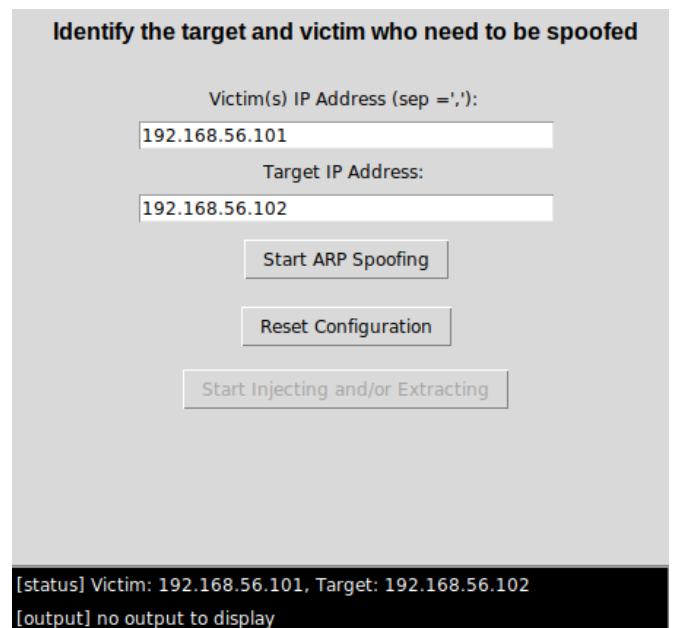 Identify the target and victim who need to be spoofed
Victim(s) IP Address (sep =','):
192.168.56.101
Target IP Address:
192.168.56.102
Start ARP Spoofing
Reset Configuration
Start Injecting and/or Extracting
[status] Victim: 192.168.56.101, Target: 192.168.56.102
[output] no output to display